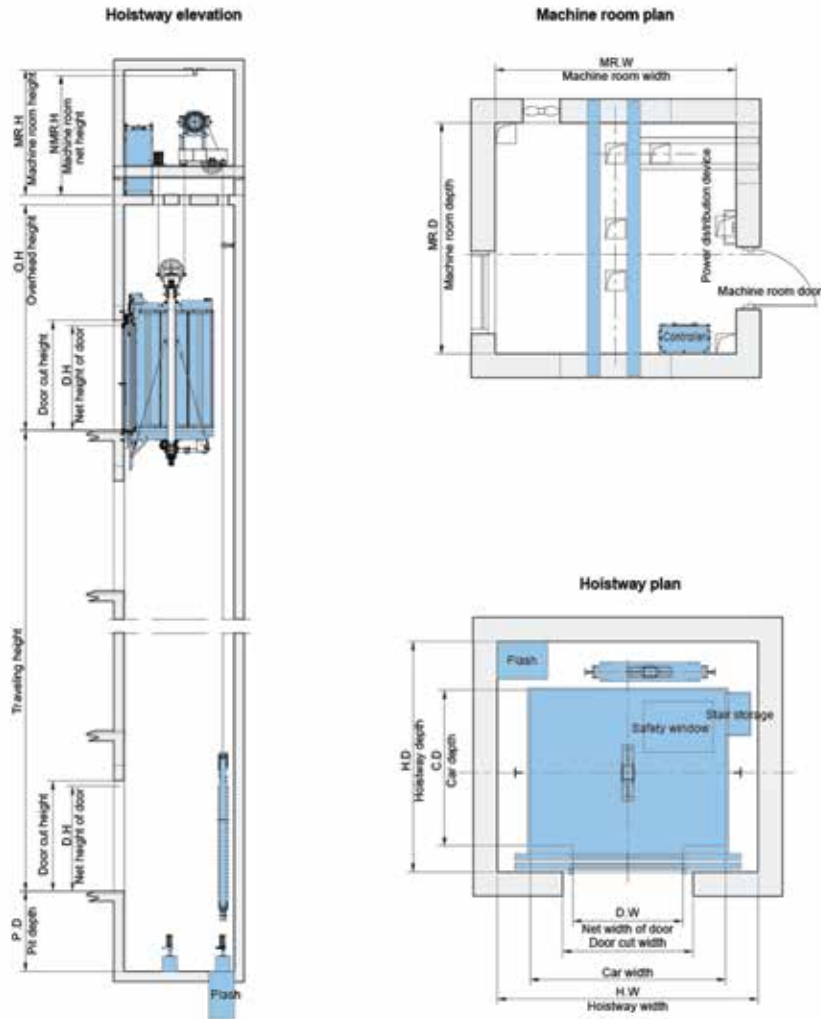 Hoistway elevation
MR.H
Machine room height
NMR.H
Machine room
net height
O.H
Overhead height
Door cut height
D.H
Net height of door
Traveling height
Door cut height
D.H
Net height of door
P.D
Pit depth
Flash
Machine room plan
MR.W
Machine room width
MR.D
Machine room depth
Power distribution device
Machine room door
Controler
Hoistway plan
Flash
Stair storage
Safety window
H.D
Hoistway depth
C.D
Car depth
D.W
Net width of door
Door cut width
Car width
H.W
Hoistway width